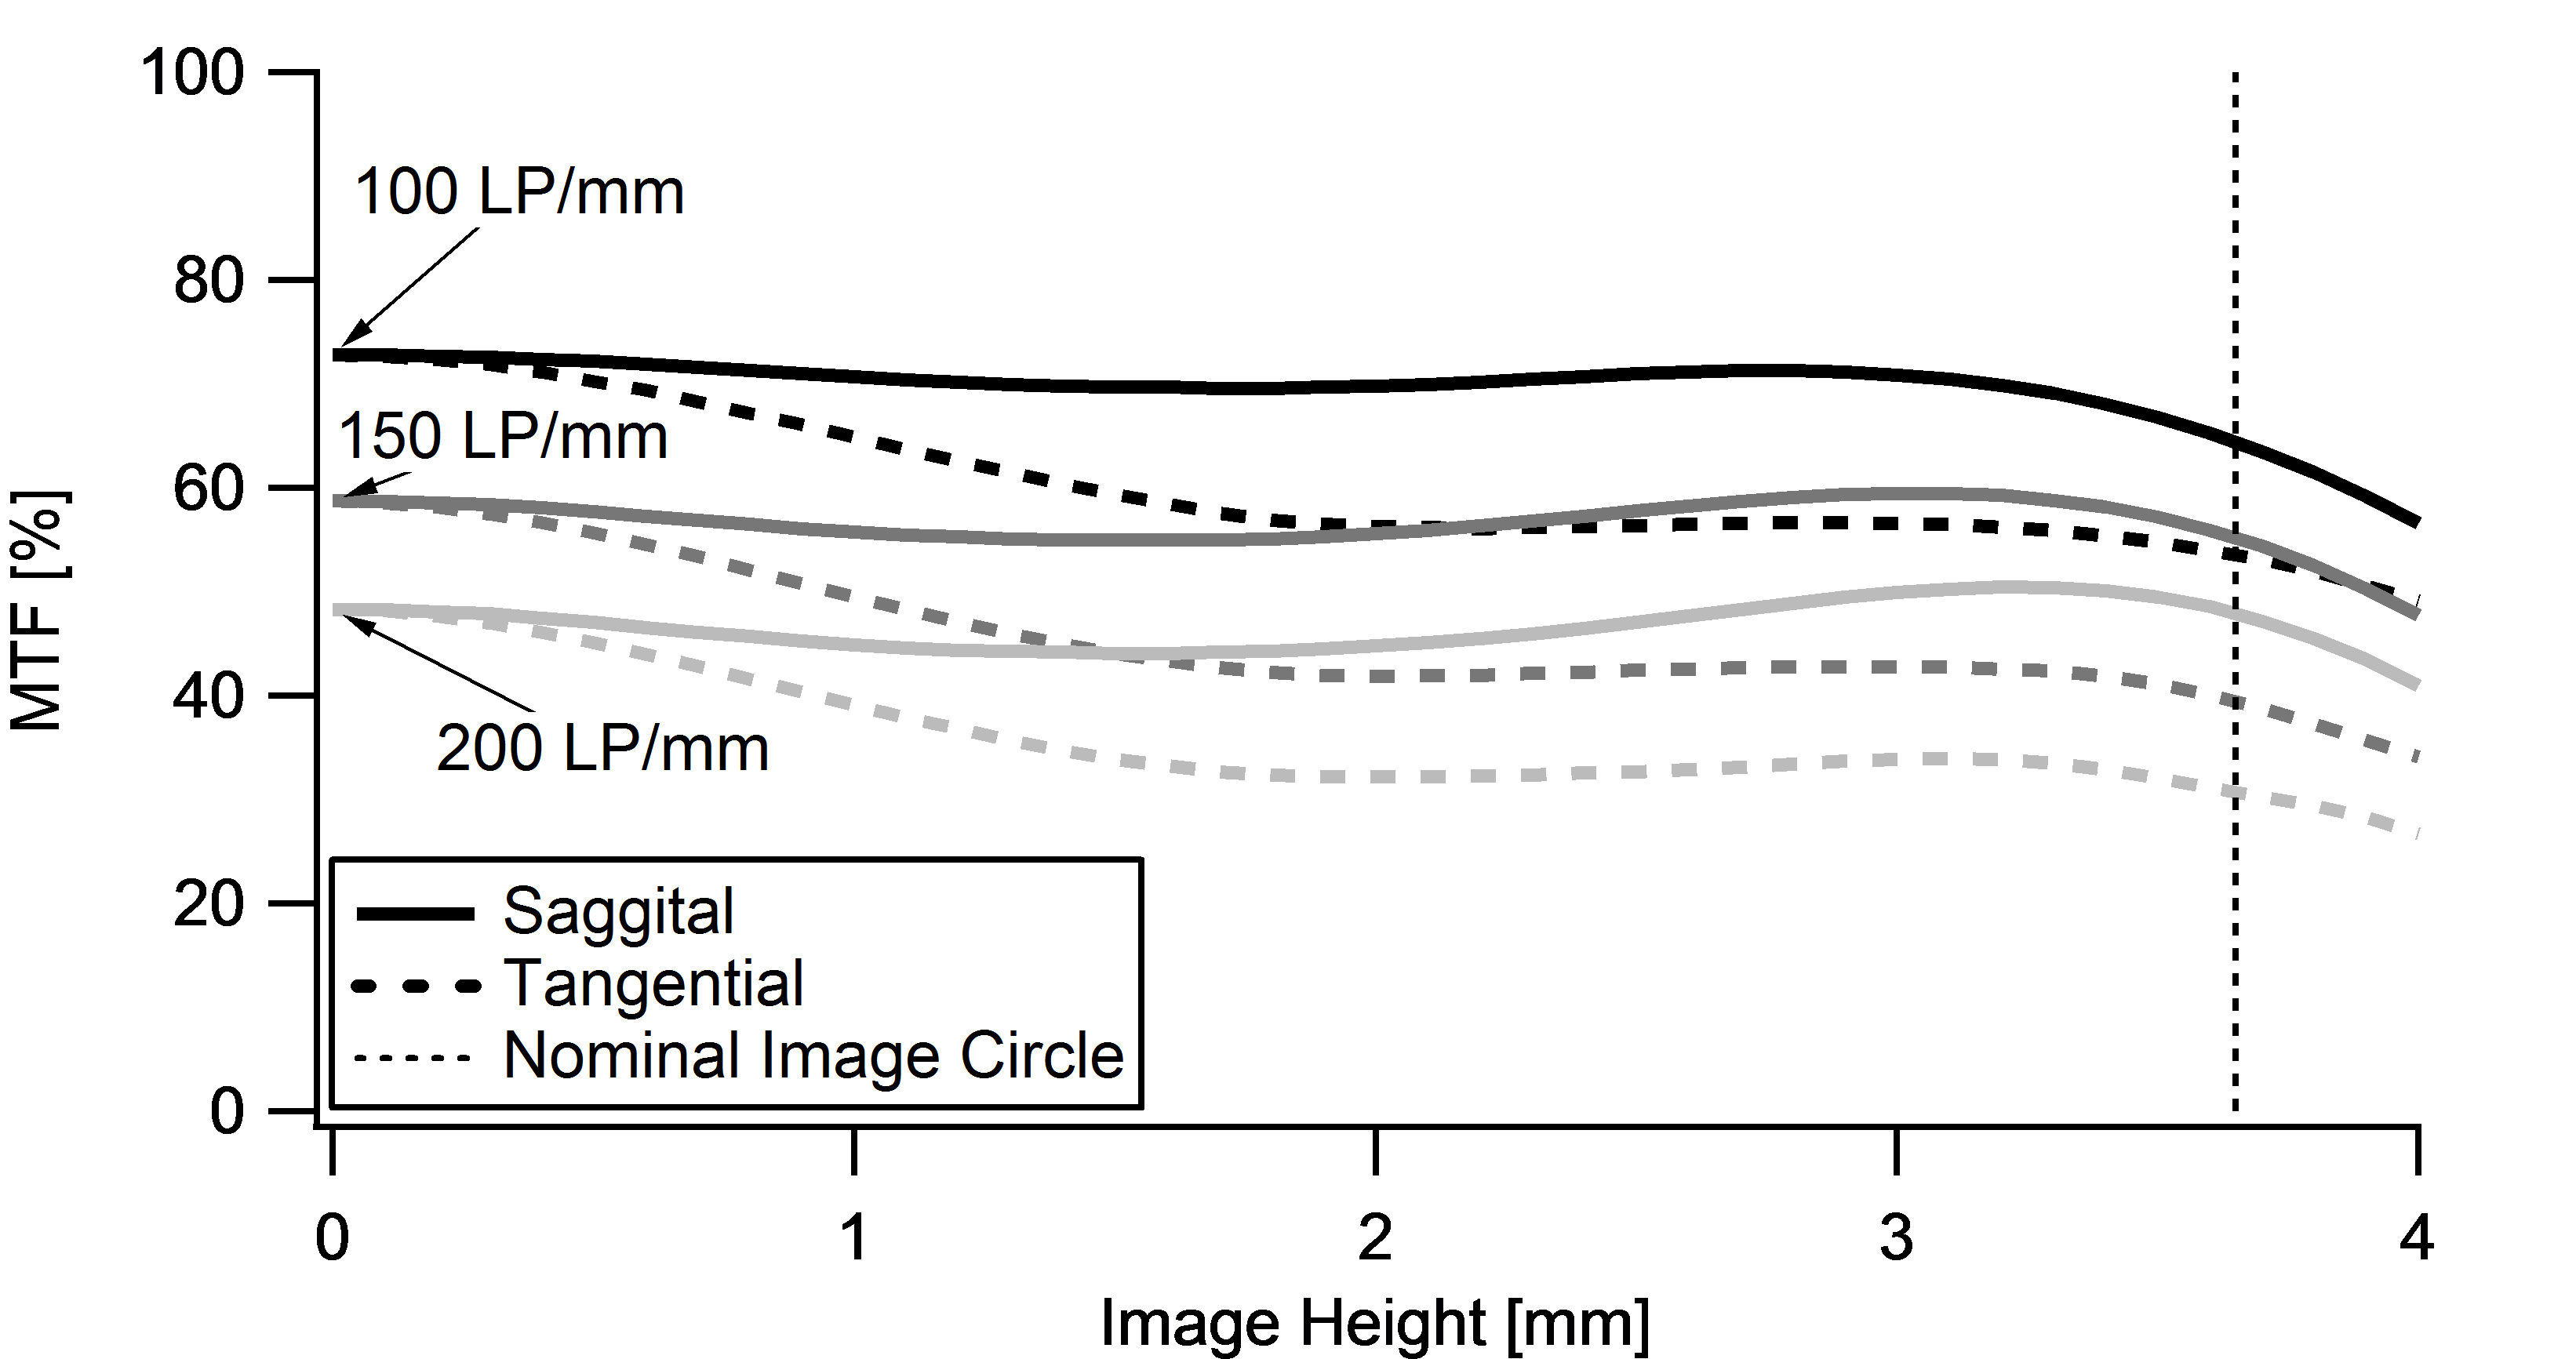 MTF [%]
100
80
60
40
20
0
100 LP/mm
150 LP/mm
200 LP/mm
Saggital
Tangential
Nominal Image Circle
0 1 2 3 4
Image Height [mm]